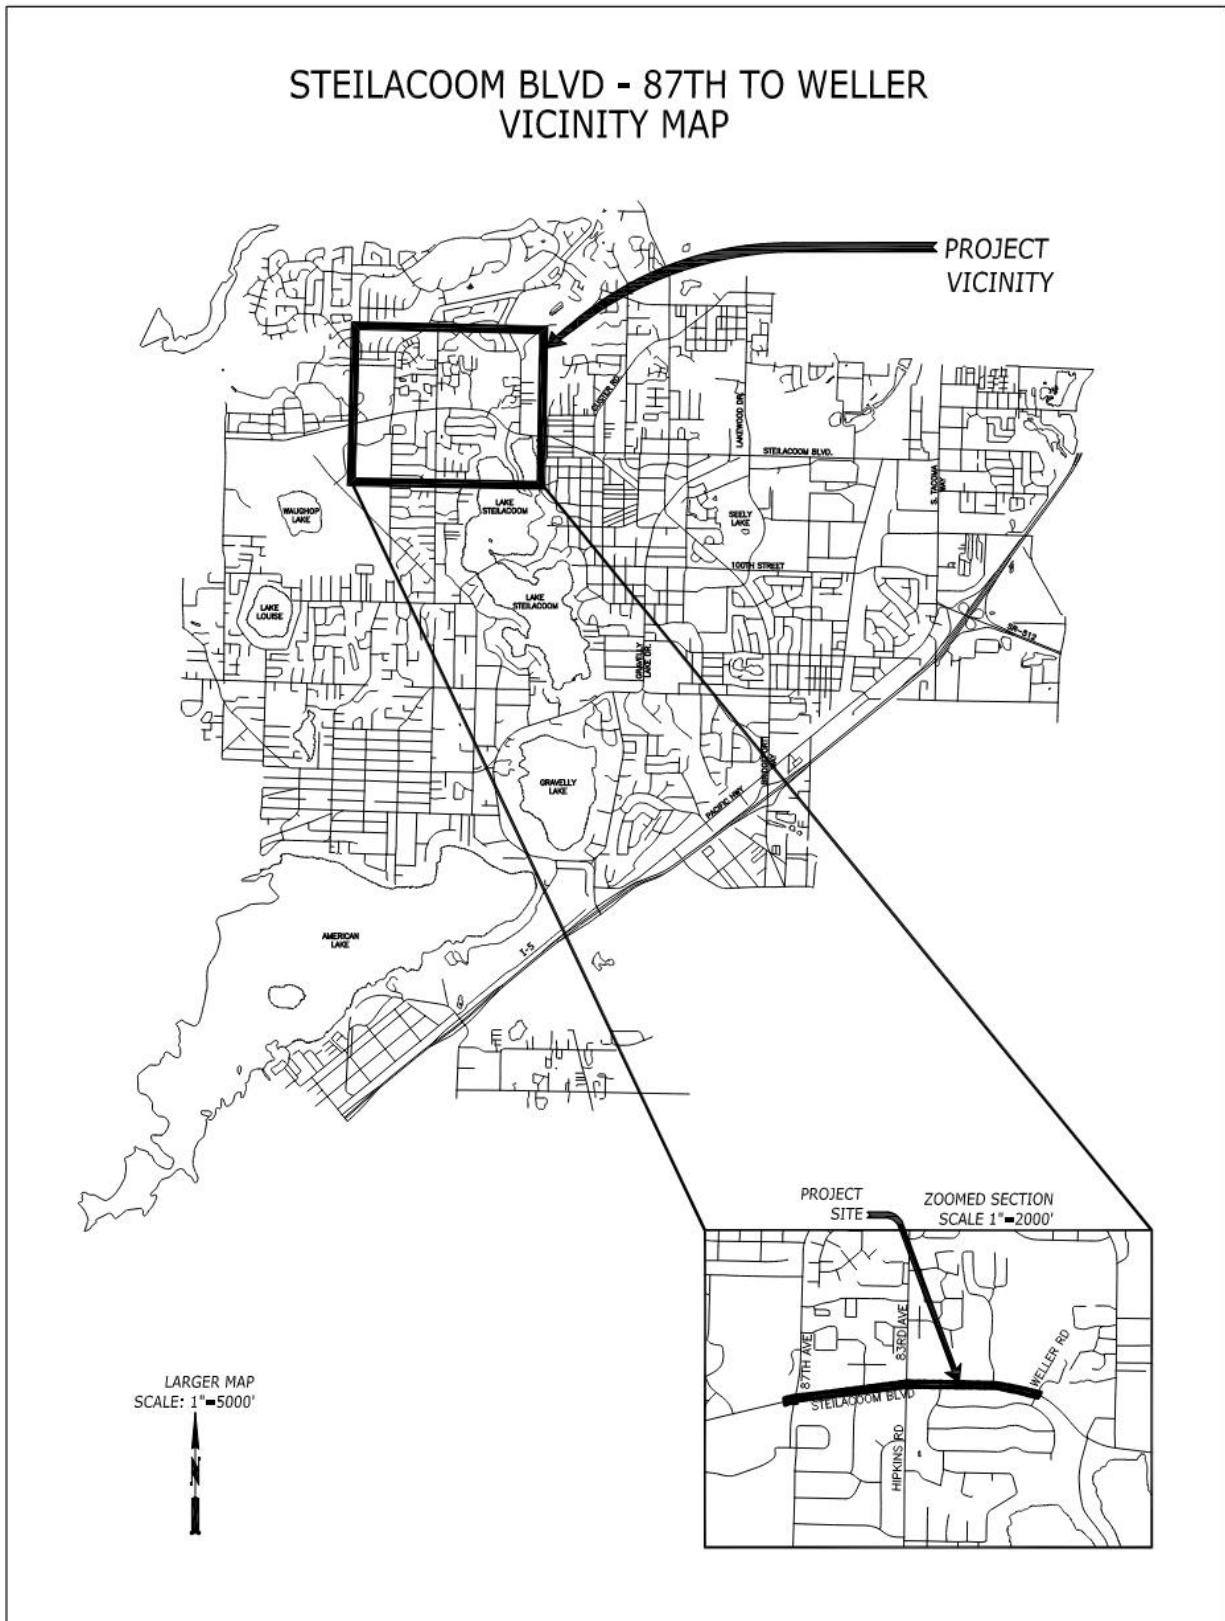 STEILACOOM BLVD - 87TH TO WELLER
VICINITY MAP
PROJECT
VICINITY
CUSTER RD
LAKEWOOD DR.
STEILACOOM BLVD.
S. TACOMA
WAY
WAUGHOP
LAKE
LAKE
STEILACOOM
SEELY
LAKE
100TH STREET
LAKE
LOUISE
LAKE
STEILACOOM
SR-512
GRAVELLY
LAKE DR.
BRIDGEPORT
WAY
GRAVELLY
LAKE
PACIFIC HWY
AMERICAN
LAKE
I-5
PROJECT
SITE
ZOOMED SECTION
SCALE 1"=2000'
87TH AVE
83RD AVE
WELLER RD
STEILACOOM BLVD
HIPKINS RD
LARGER MAP
SCALE: 1"=5000'
N